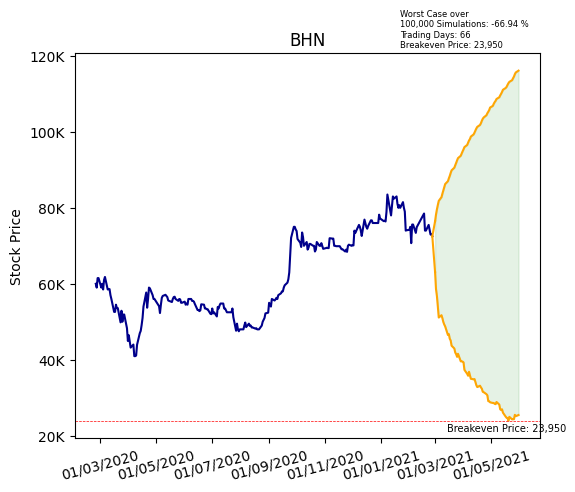 Worst Case over
100,000 Simulations: -66.94 %
Trading Days: 66
Breakeven Price: 23,950
BHN
120K
100K
80K
60K
40K
20K
Stock Price
Breakeven Price: 23,950
01/03/2020
01/05/2020
01/07/2020
01/09/2020
01/11/2020
01/01/2021
01/03/2021
01/05/2021